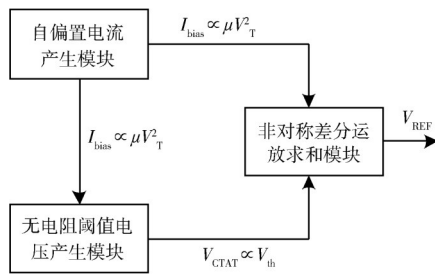 自偏置电流
产生模块
I_bias∝μV_T^2
I_bias∝μV_T^2
非对称差分运
放求和模块
V_REF
无电阻阈值电
压产生模块
V_CTAT∝V_th